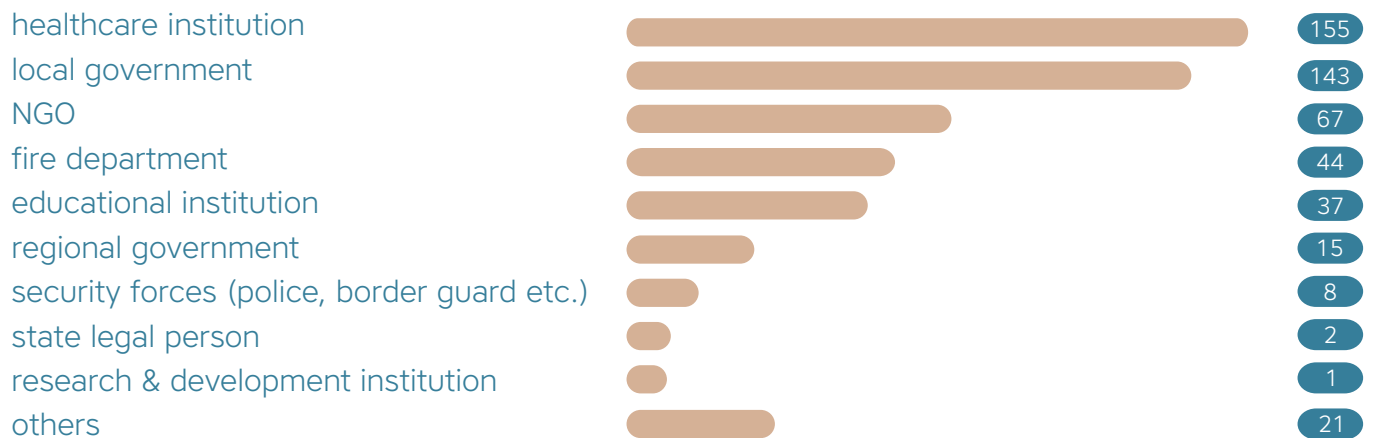 healthcare institution 155
local government 143
NGO 67
fire department 44
educational institution 37
regional government 15
security forces (police, border guard etc.) 8
state legal person 2
research & development institution 1
others 21